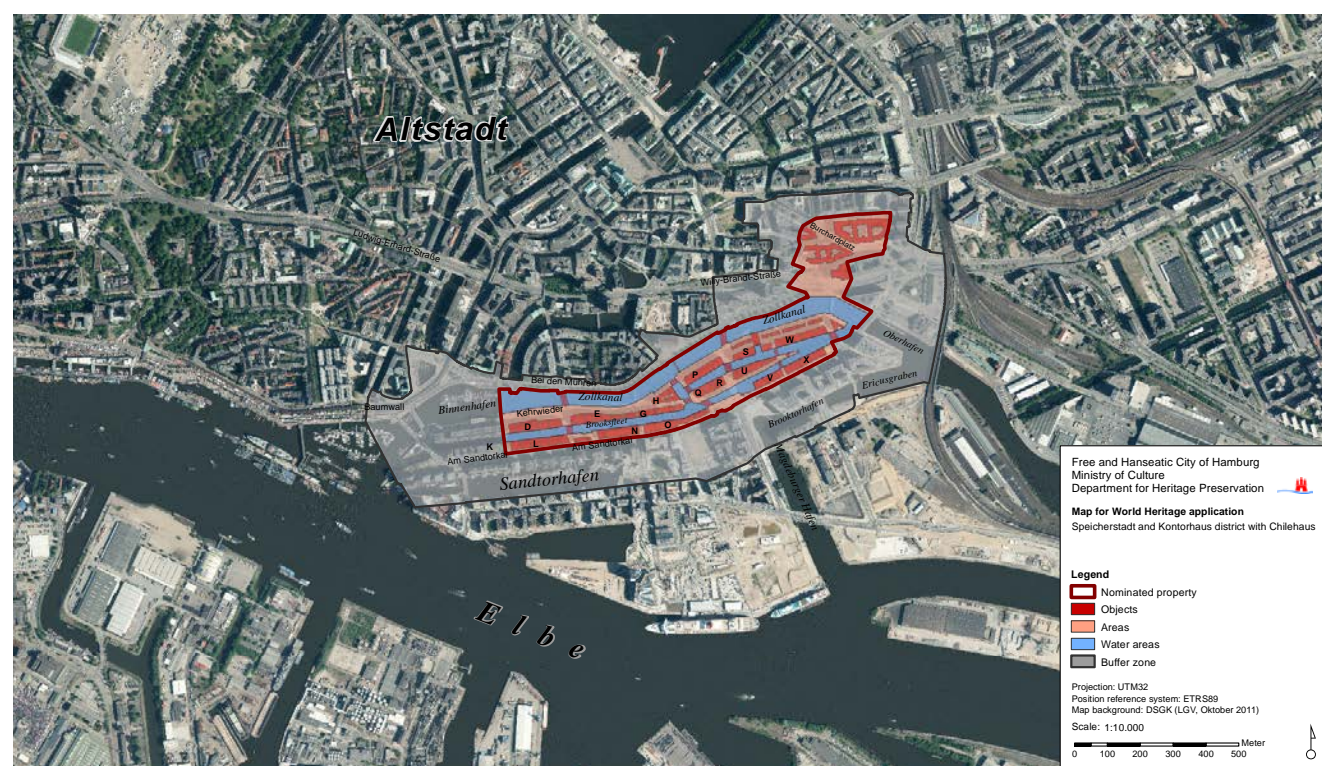 Altstadt
Ludwig-Erhard-Straße
Burchardplatz
Willy-Brandt-Straße
Zollkanal
Oberhafen
Ericusgraben
Brooktorhafen
Magdeburger Hafen
Baumwall
Binnenhafen
Bei den Mühren
Zollkanal
Kehrwieder
Brooksfleet
S
W
X
P
R
U
V
Q
H
E
G
D
N
O
K
L
Am Sandtorkai
Am Sandtorkai
Sandtorhafen
Elbe
Free and Hanseatic City of Hamburg
Ministry of Culture
Department for Heritage Preservation
Map for World Heritage application
Speicherstadt and Kontorhaus district with Chilehaus
Legend
Nominated property
Objects
Areas
Water areas
Buffer zone
Projection: UTM32
Position reference system: ETRS89
Map background: DSGK (LGV, Oktober 2011)
Scale: 1:10.000
Meter
0 100 200 300 400 500